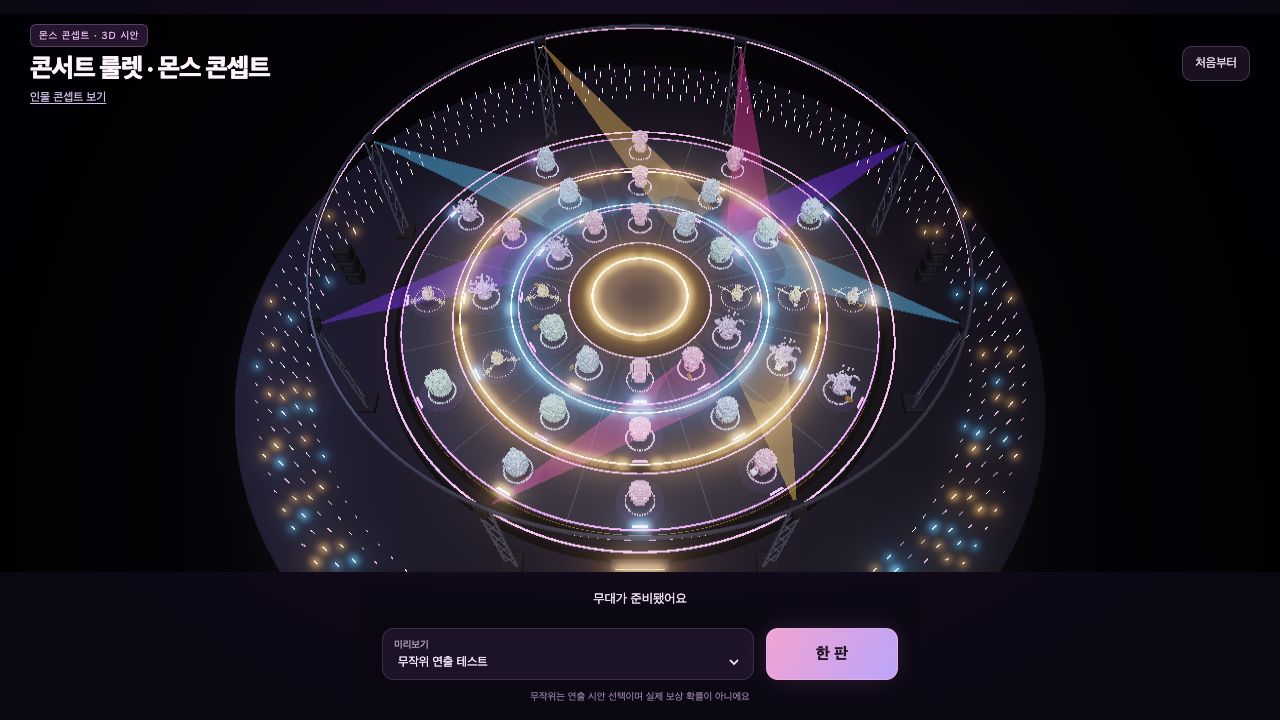 몬스 콘셉트 · 3D 시안
콘서트 룰렛 · 몬스 콘셉트
인물 콘셉트 보기
처음부터
무대가 준비됐어요
미리보기
무작위 연출 테스트
한 판
무작위는 연출 시안 선택이며 실제 보상 확률이 아니에요